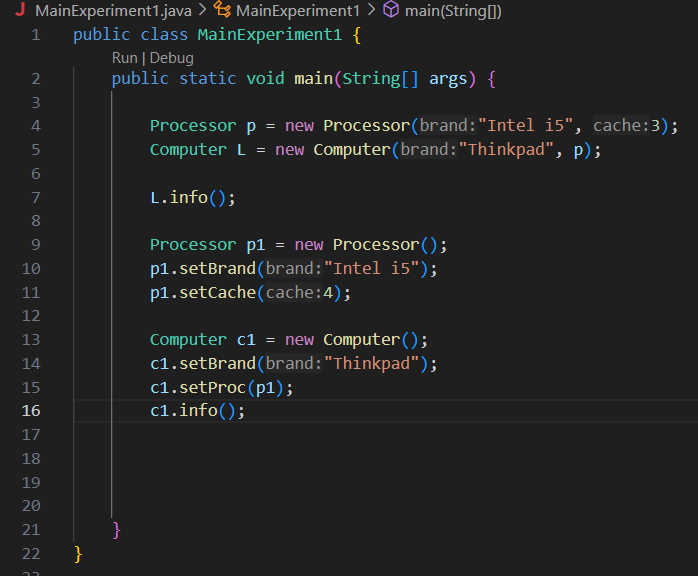 MainExperiment1.java > MainExperiment1 > main(String[])
1 public class MainExperiment1 {
Run | Debug
2 public static void main(String[] args) {
3
4 Processor p = new Processor(brand:"Intel i5", cache:3);
5 Computer L = new Computer(brand:"Thinkpad", p);
6
7 L.info();
8
9 Processor p1 = new Processor();
10 p1.setBrand(brand:"Intel i5");
11 p1.setCache(cache:4);
12
13 Computer c1 = new Computer();
14 c1.setBrand(brand:"Thinkpad");
15 c1.setProc(p1);
16 c1.info();
17
18
19
20
21 }
22 }
23